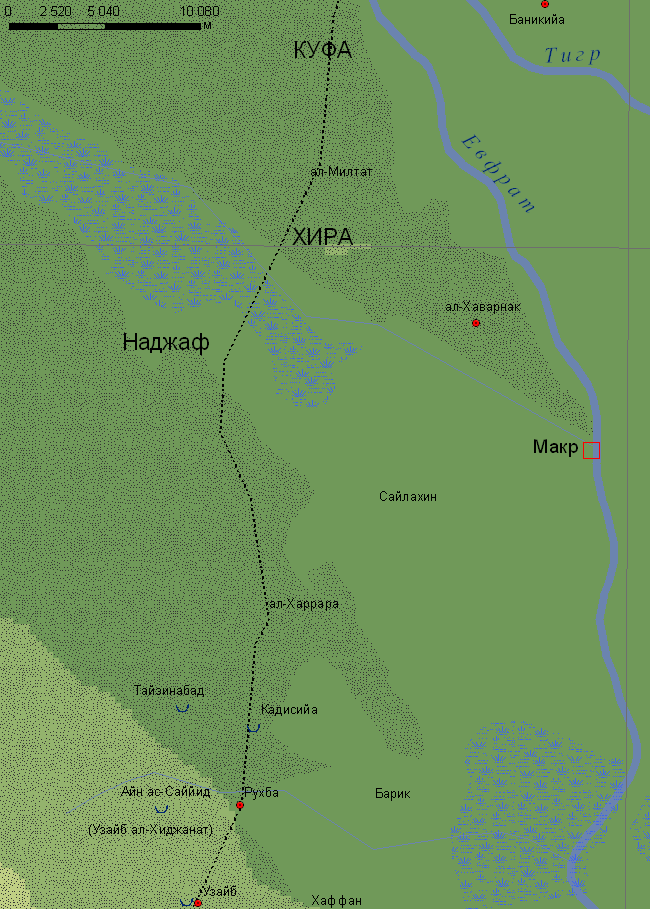 0 2 520 5 040 10 080
М
Баникийа
КУФА
Тигр
Евфрат
ал-Милтат
ХИРА
ал-Хаварнак
Наджаф
Макр
Сайлахин
ал-Харрара
Тайзинабад
Кадисийа
Айн ас-Саййид
Рухба
Барик
(Узайб ал-Хиджанат)
Узайб
Хаффан